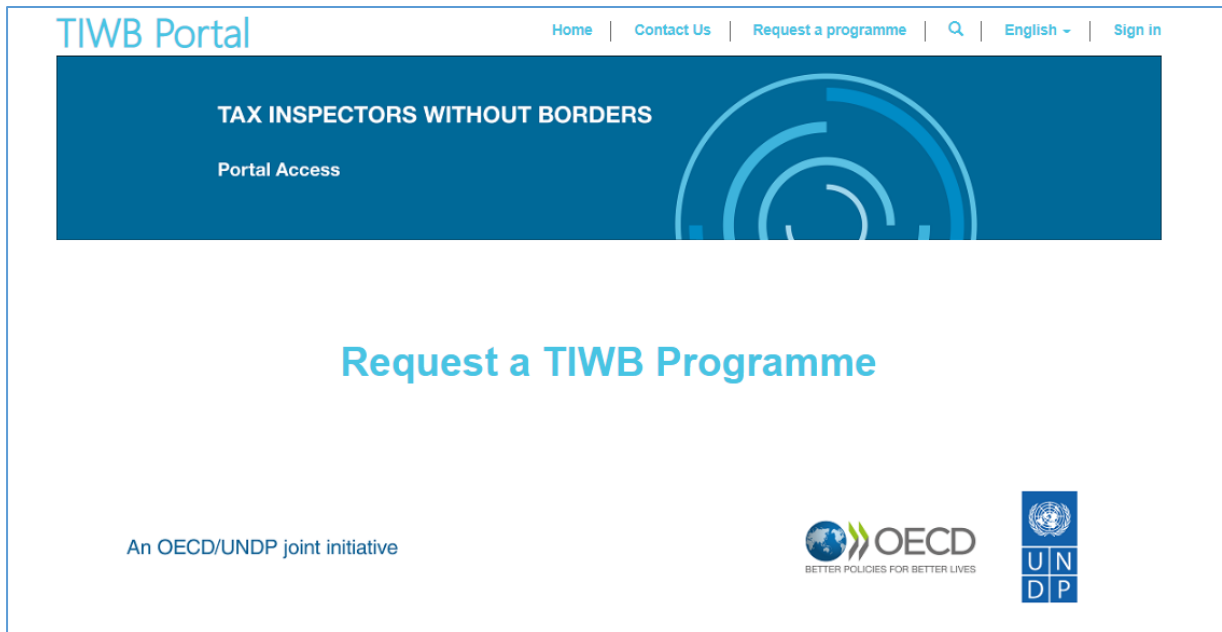 TIWB Portal
Home | Contact Us | Request a programme | | English | Sign in
TAX INSPECTORS WITHOUT BORDERS
Portal Access
Request a TIWB Programme
An OECD/UNDP joint initiative
OECD
BETTER POLICIES FOR BETTER LIVES
U N
D P